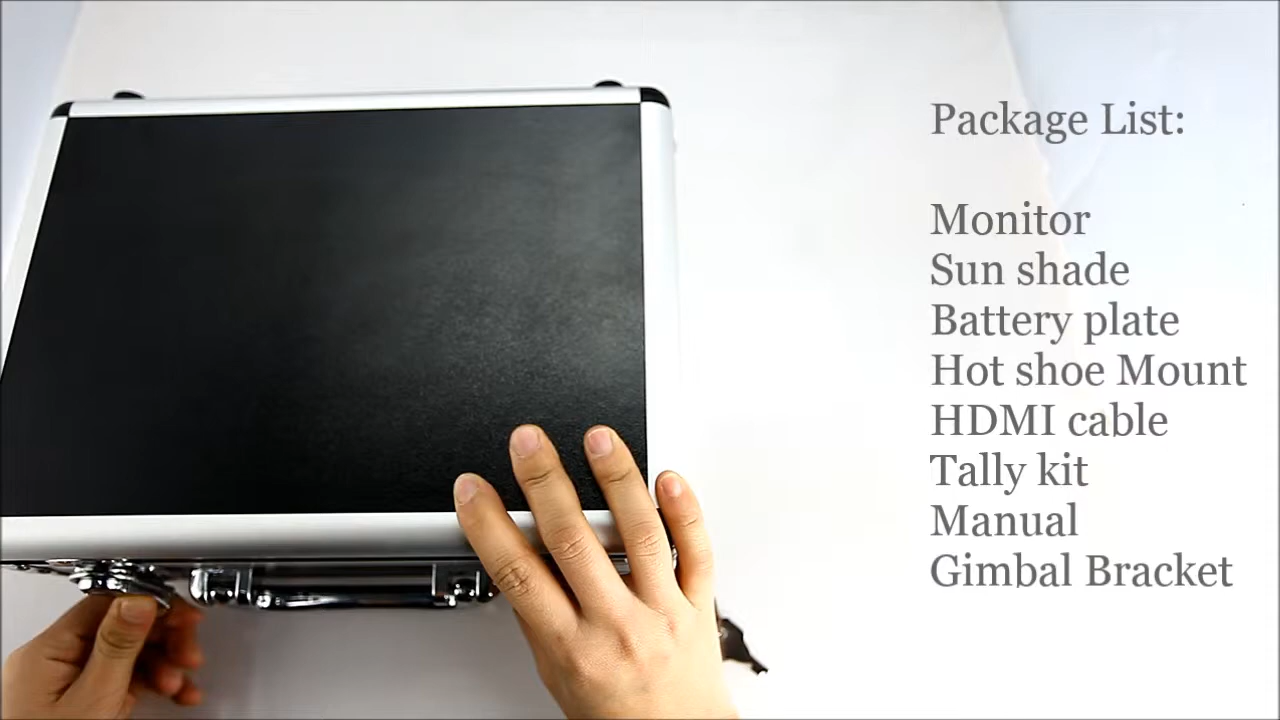 Package List:
Monitor
Sun shade
Battery plate
Hot shoe Mount
HDMI cable
Tally kit
Manual
Gimbal Bracket